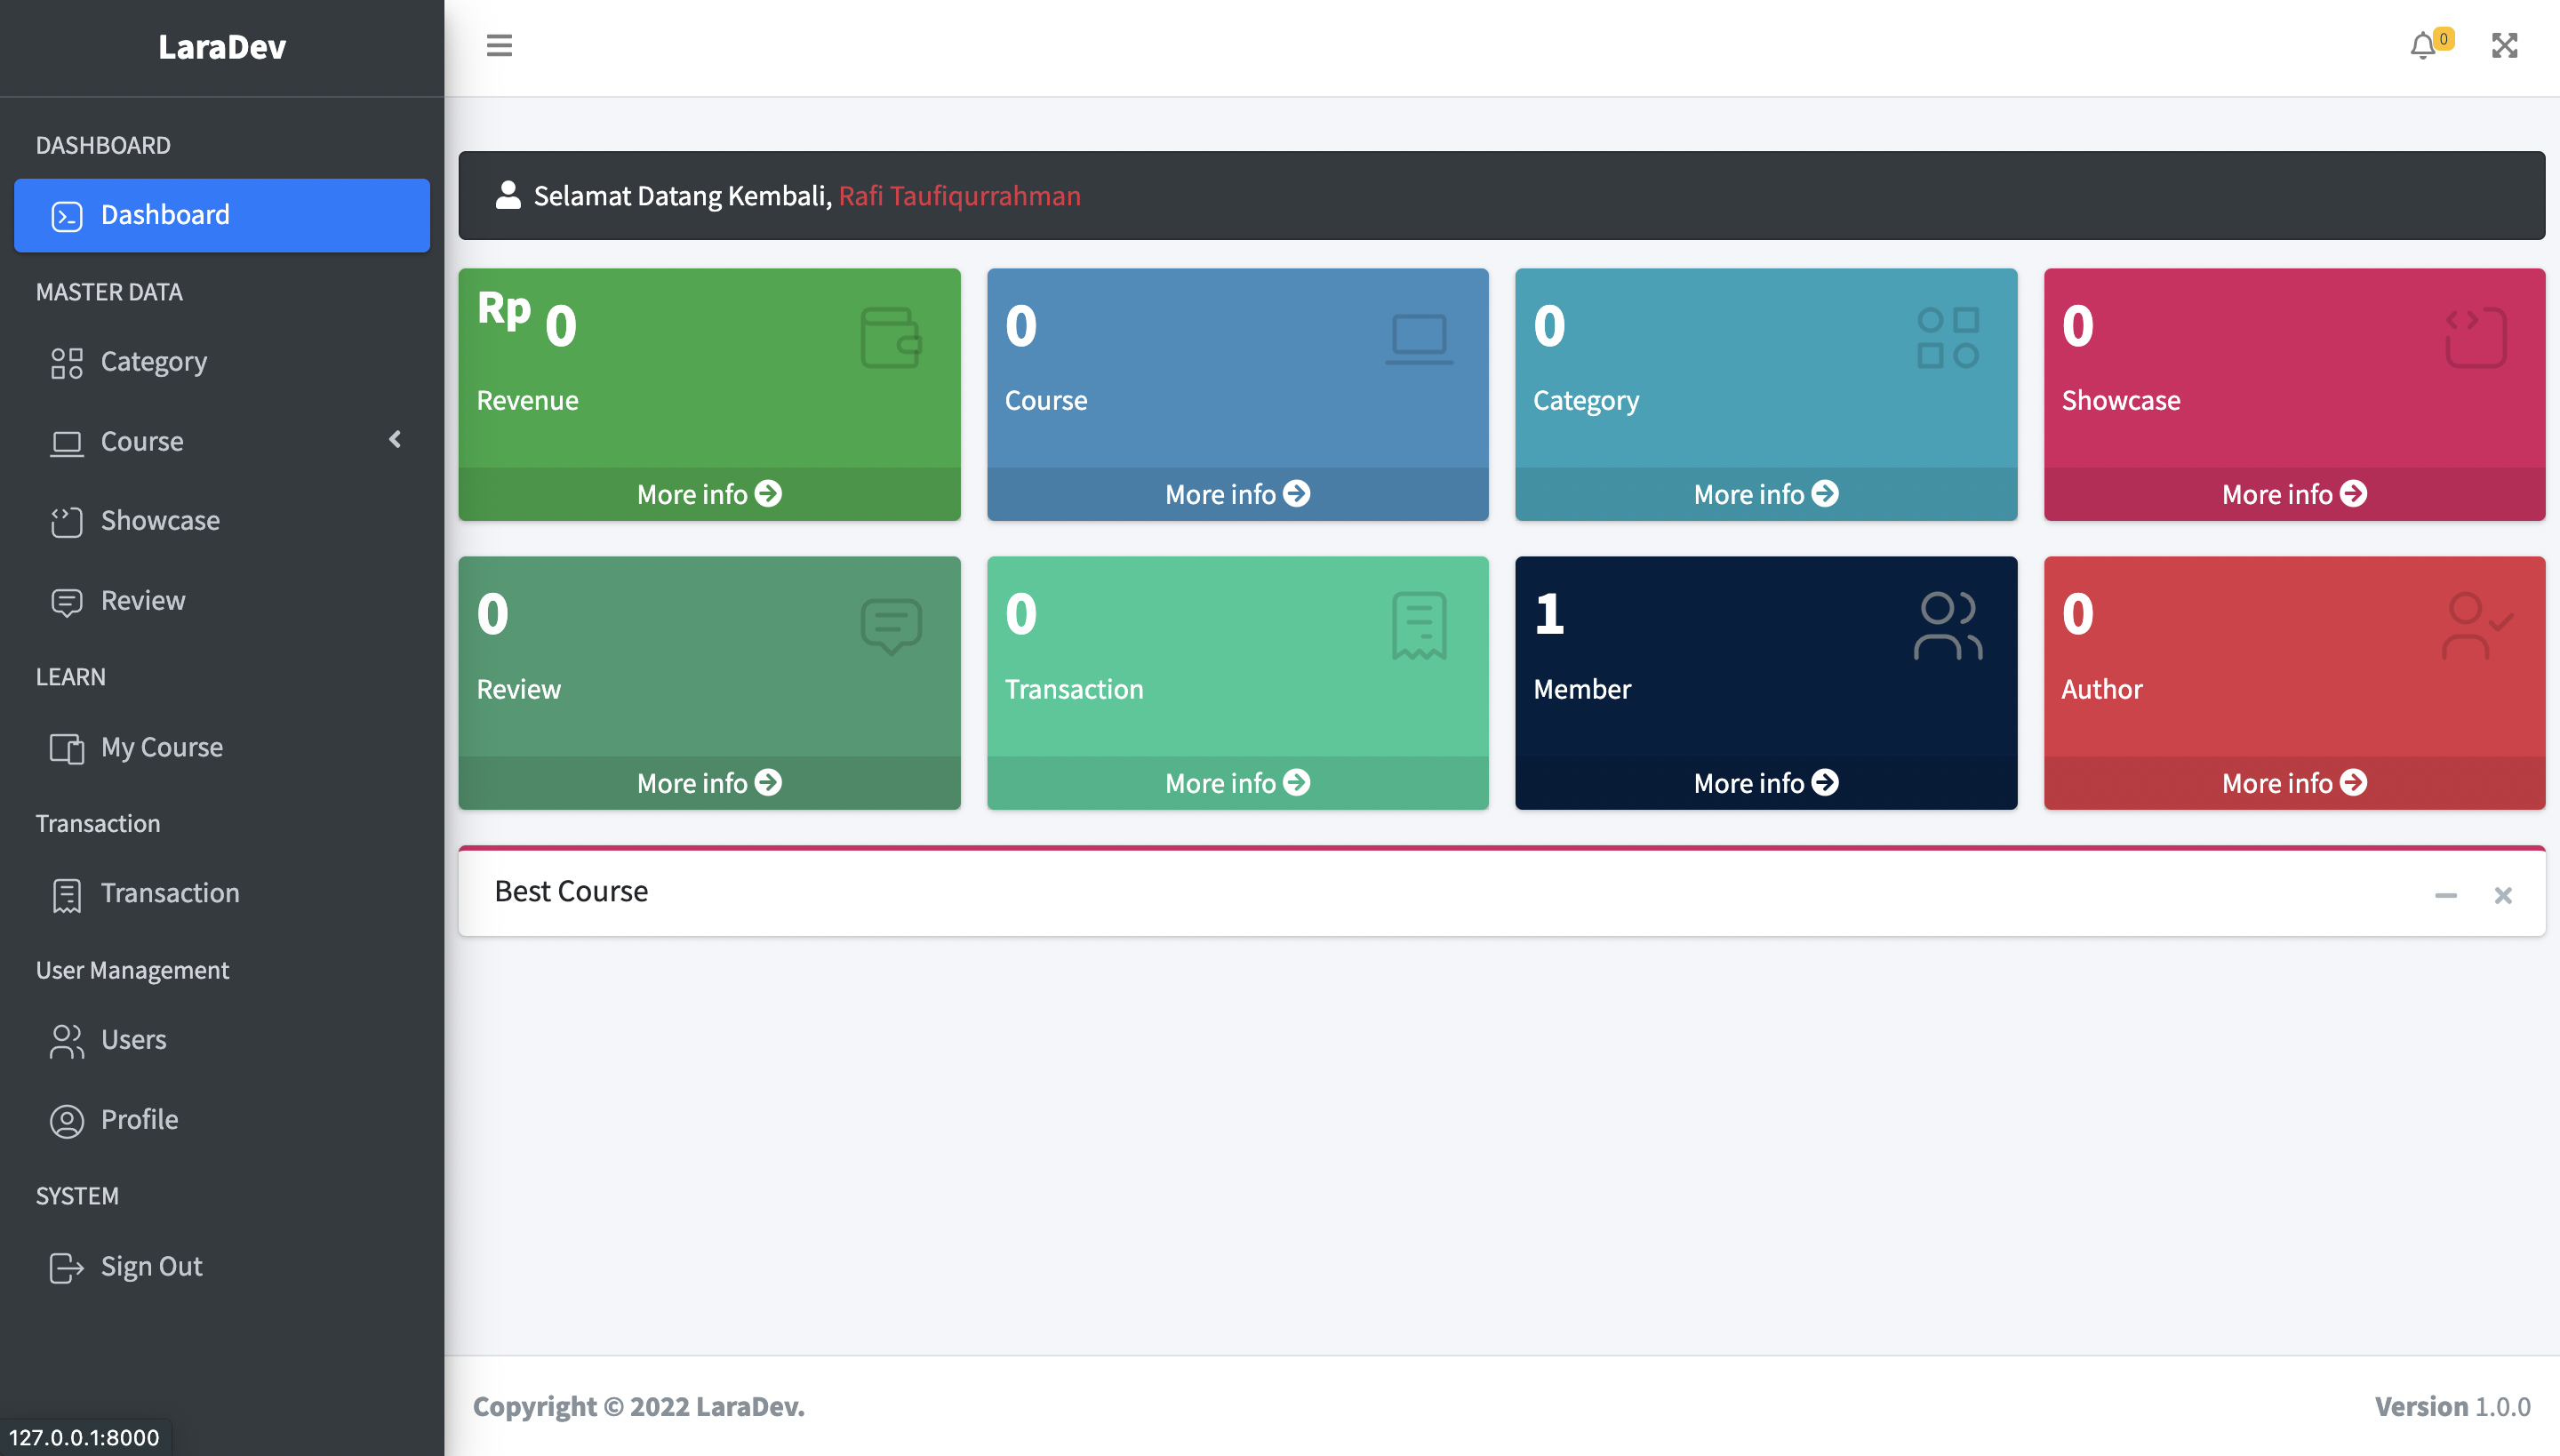 LaraDev
0
DASHBOARD
Dashboard
MASTER DATA
Category
Course
Showcase
Review
LEARN
My Course
Transaction
Transaction
User Management
Users
Profile
SYSTEM
Sign Out
127.0.0.1:8000
Selamat Datang Kembali, Rafi Taufiqurrahman
Rp 0
Revenue
More info
0
Course
More info
0
Category
More info
0
Showcase
More info
0
Review
More info
0
Transaction
More info
1
Member
More info
0
Author
More info
Best Course
Copyright © 2022 LaraDev.
Version 1.0.0